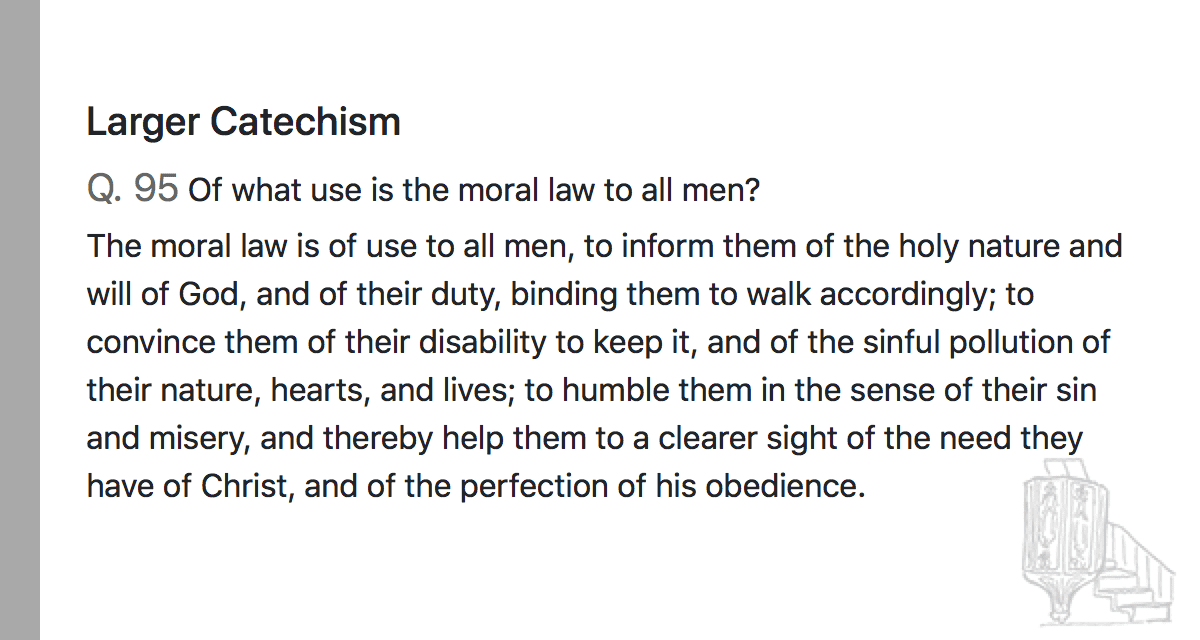 Larger Catechism
Q. 95 Of what use is the moral law to all men?
The moral law is of use to all men, to inform them of the holy nature and
will of God, and of their duty, binding them to walk accordingly; to
convince them of their disability to keep it, and of the sinful pollution of
their nature, hearts, and lives; to humble them in the sense of their sin
and misery, and thereby help them to a clearer sight of the need they
have of Christ, and of the perfection of his obedience.